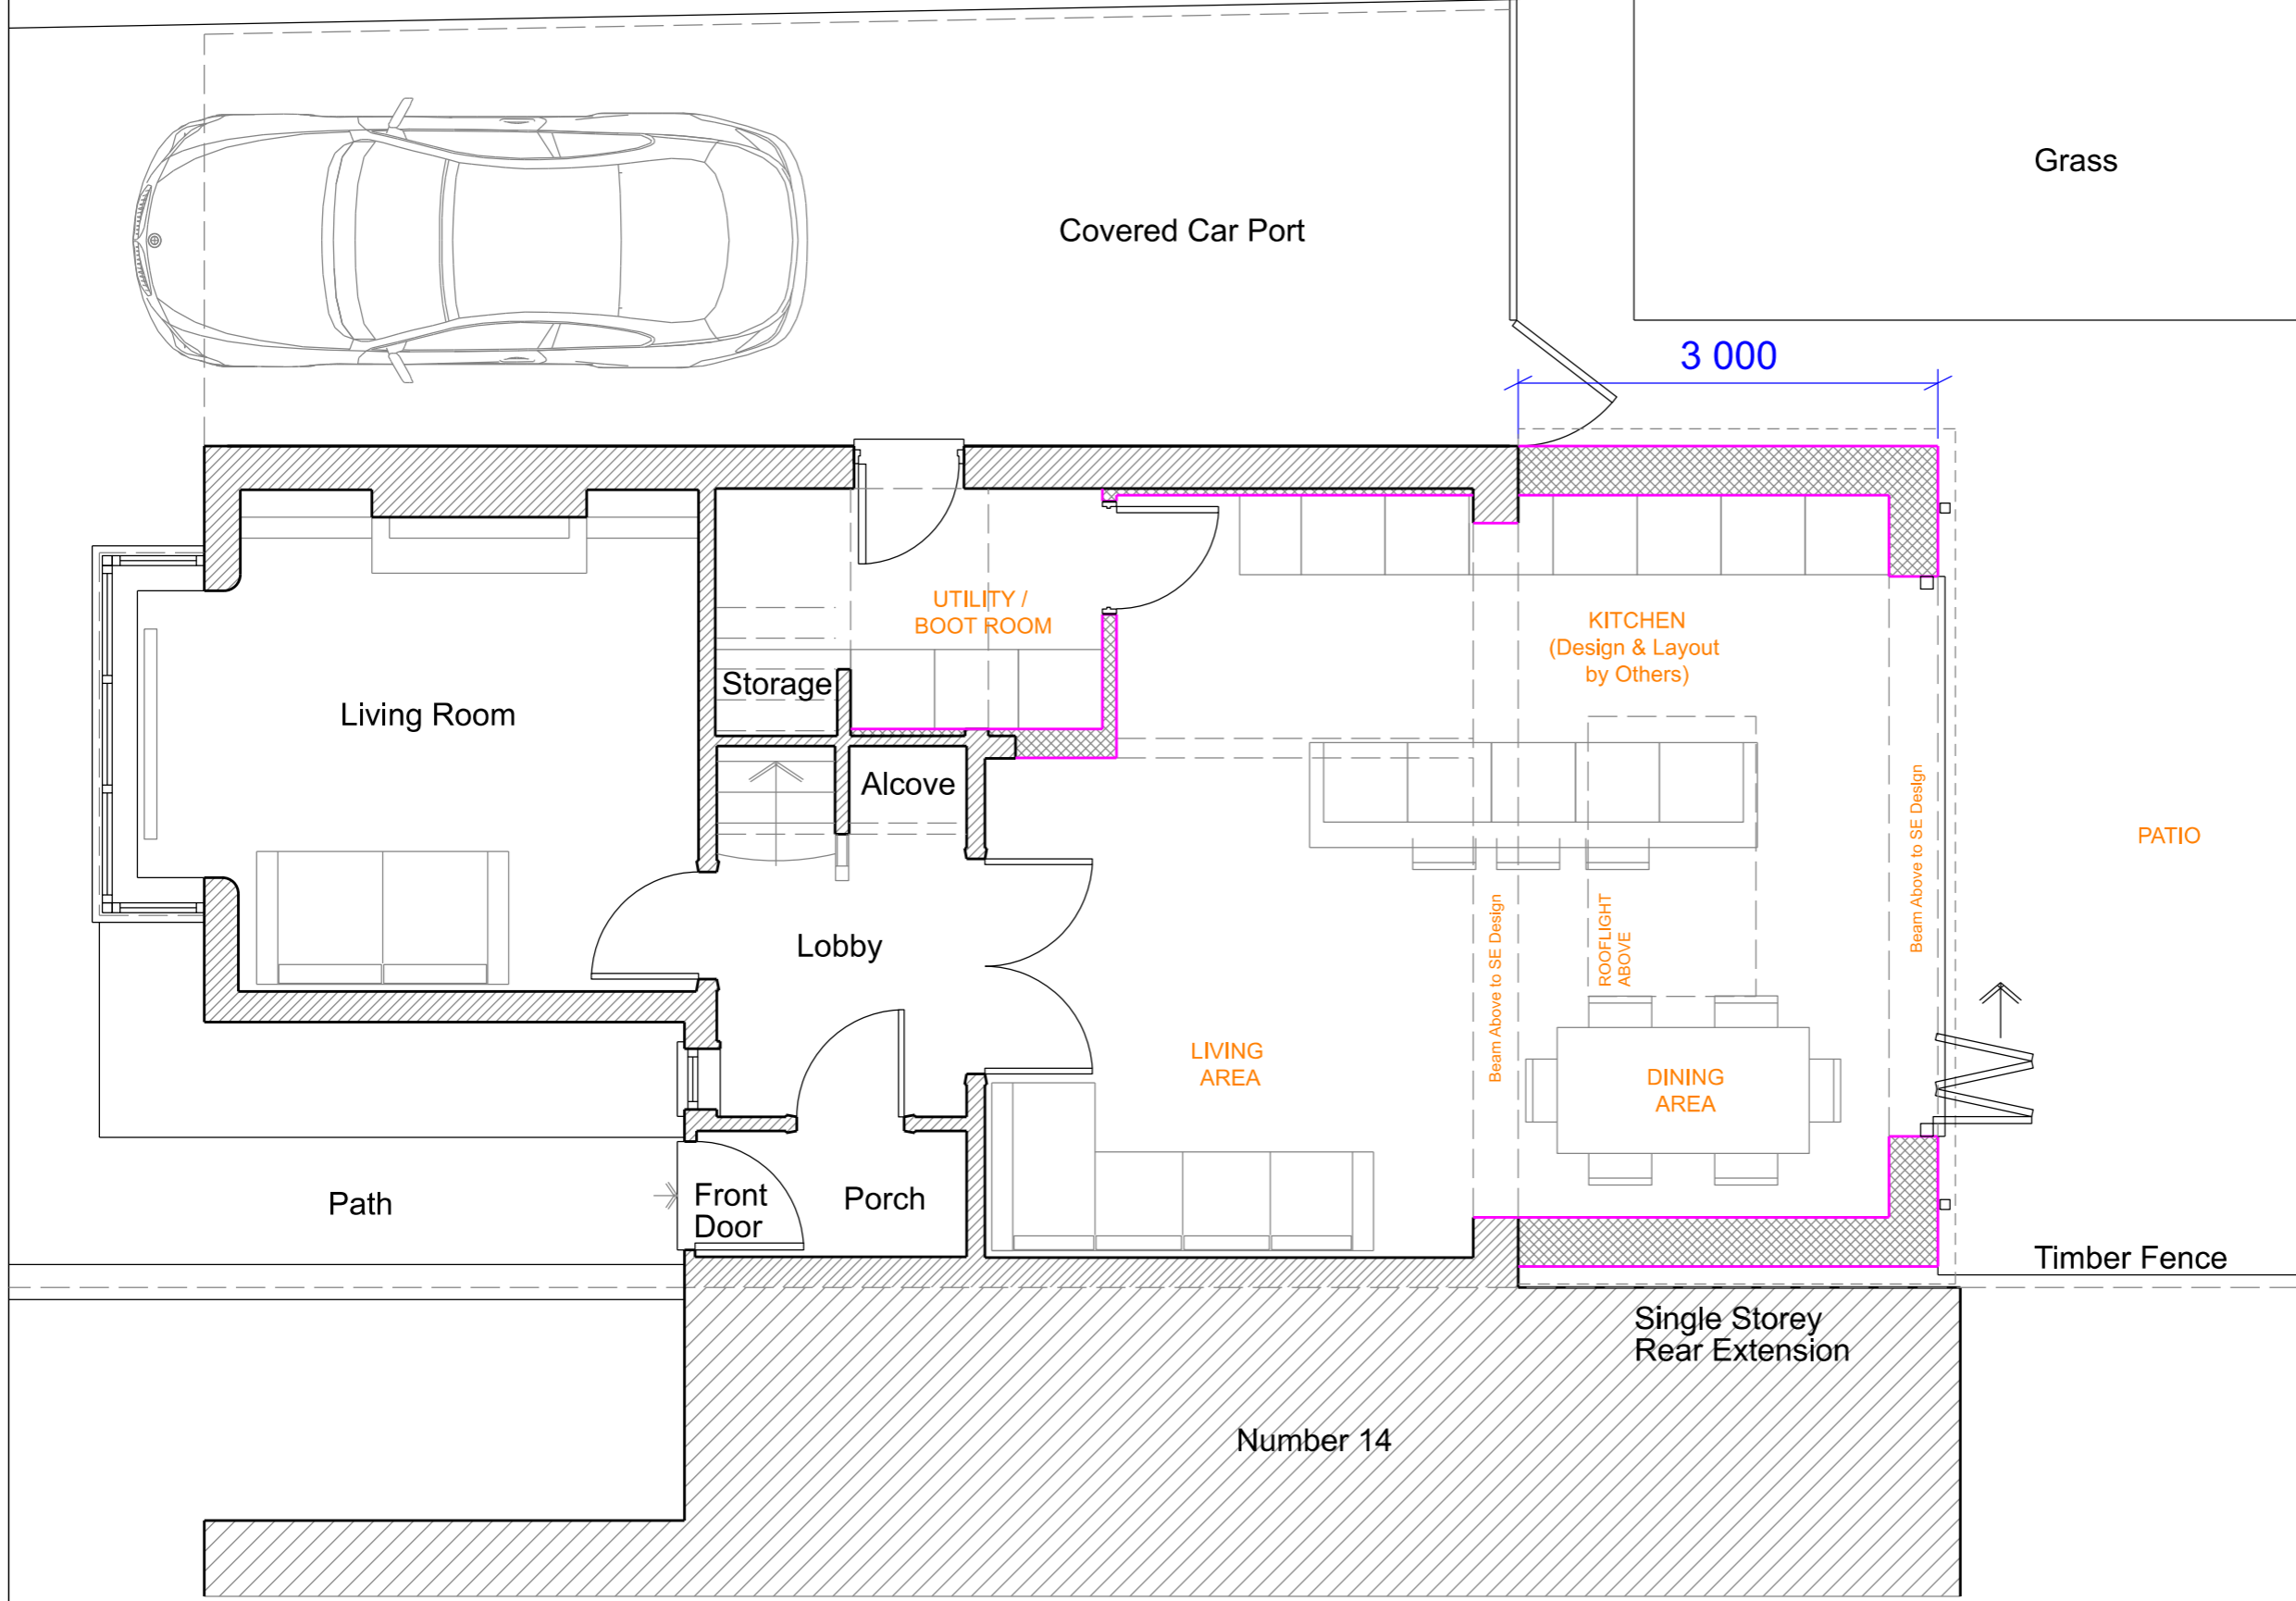 Grass
Covered Car Port
3 000
UTILITY /
BOOT ROOM
KITCHEN
(Design & Layout
by Others)
Storage
Living Room
Alcove
Beam Above to SE Design
PATIO
Lobby
Beam Above to SE Design
ROOFLIGHT
ABOVE
LIVING
AREA
DINING
AREA
Path
Front
Door
Porch
Timber Fence
Single Storey
Rear Extension
Number 14